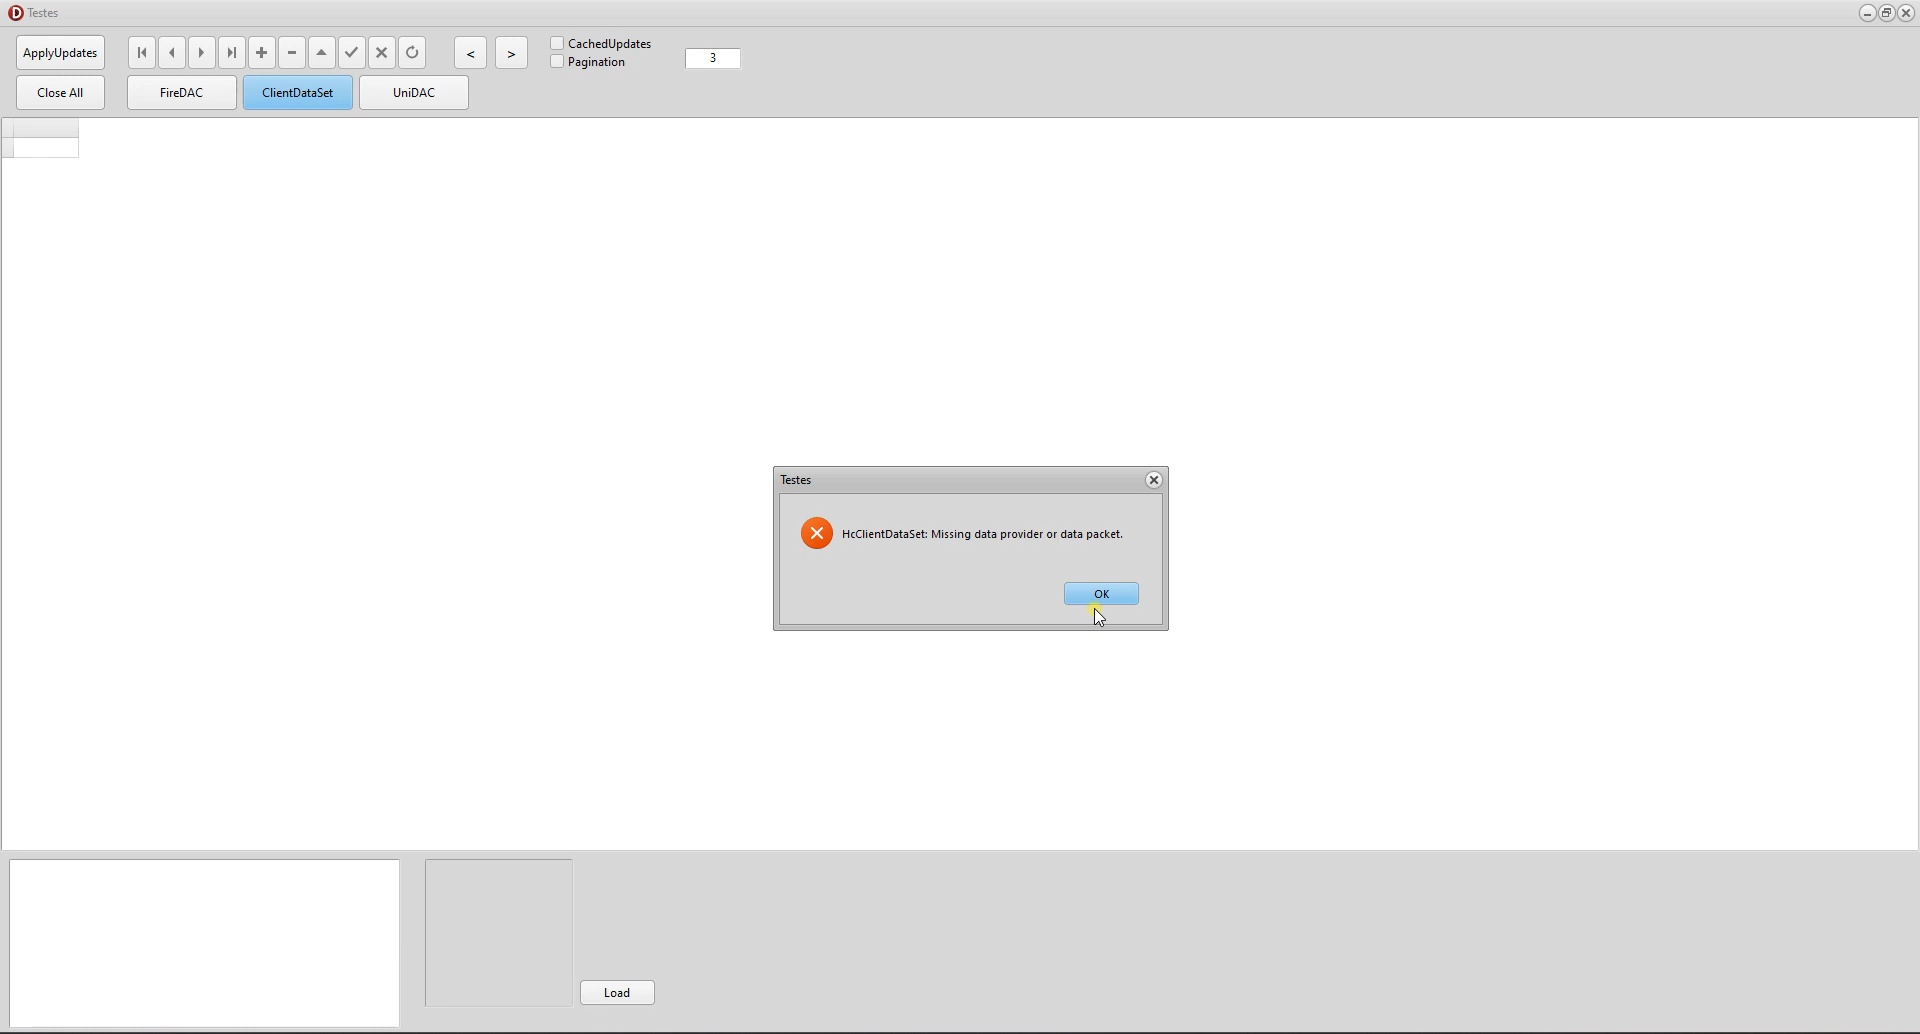 Testes
ApplyUpdates
< >
CachedUpdates
Pagination
3
Close All
FireDAC
ClientDataSet
UniDAC
Testes
HcClientDataSet: Missing data provider or data packet.
OK
Load